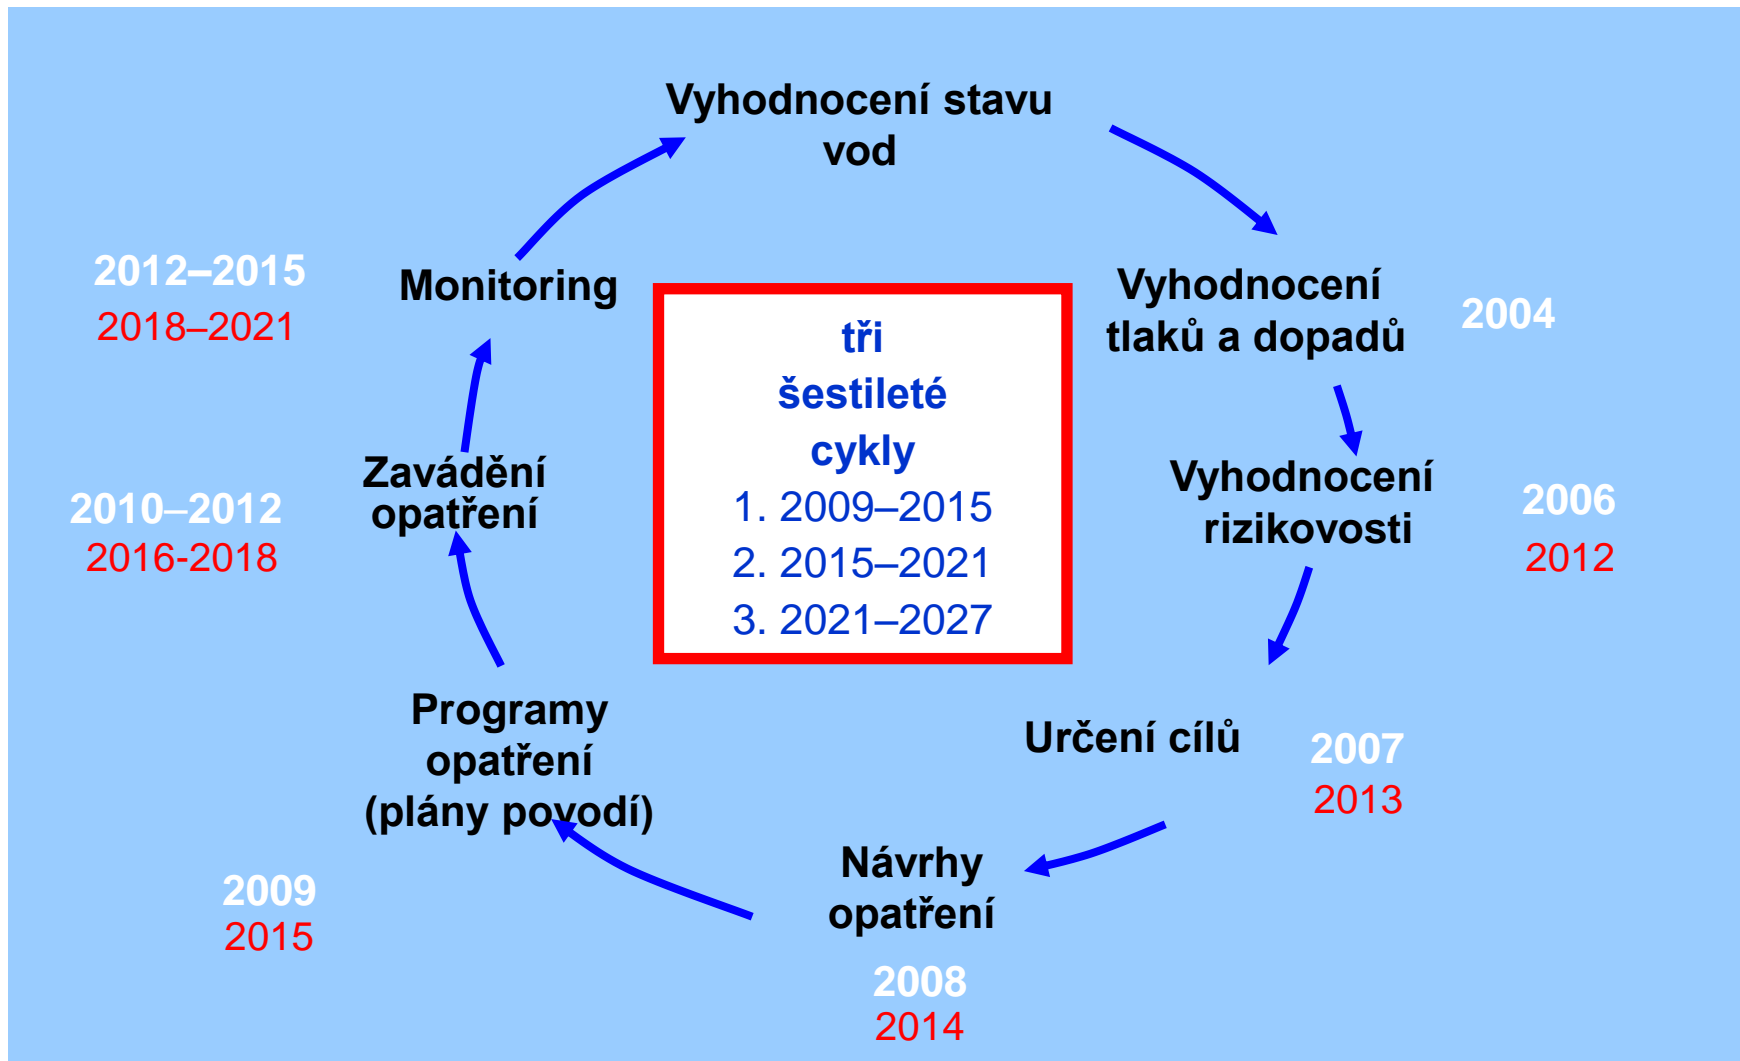 Vyhodnocení stavu
vod
Vyhodnocení
tlaků a dopadů
2004
Vyhodnocení
rizikovosti
2006
2012
Určení cílů
2007
2013
Návrhy
opatření
2008
2014
Programy
opatření
(plány povodí)
2009
2015
Zavádění
opatření
2010–2012
2016-2018
Monitoring
2012–2015
2018–2021
tři
šestileté
cykly
1. 2009–2015
2. 2015–2021
3. 2021–2027